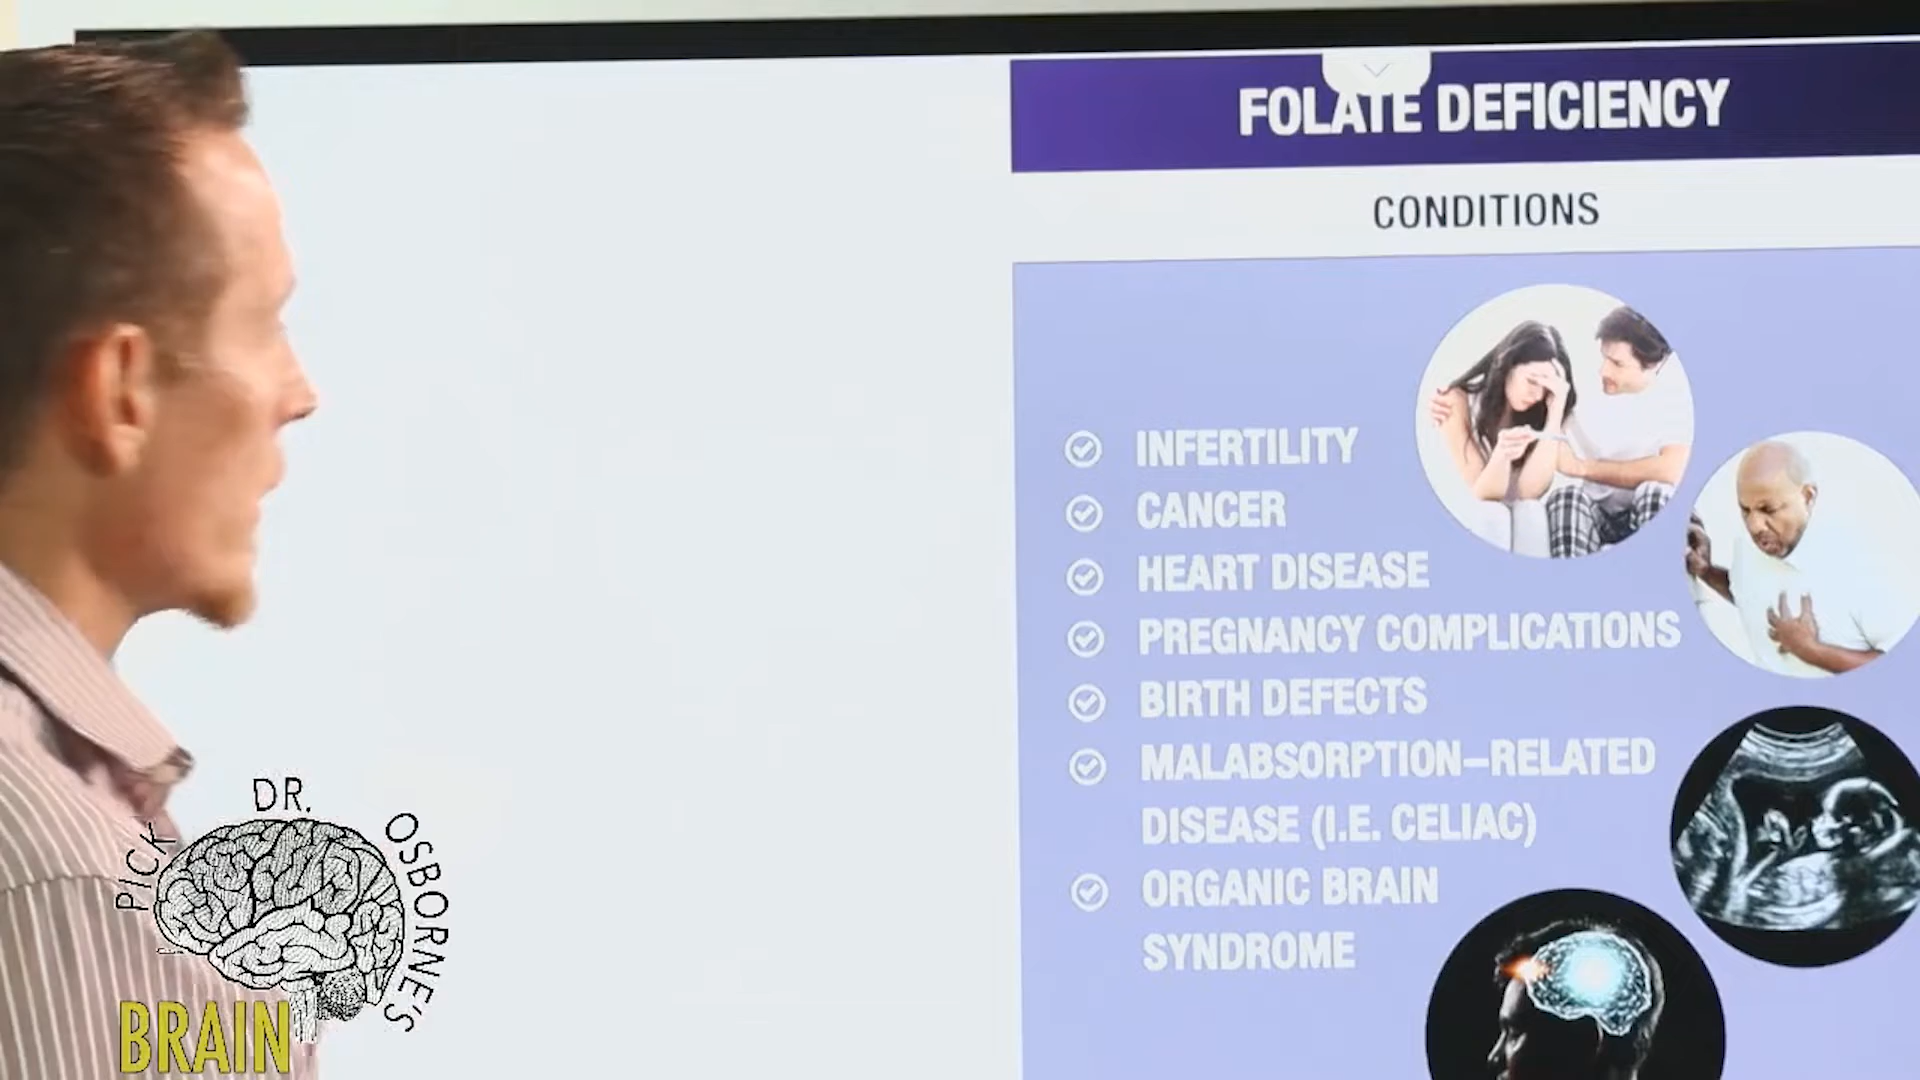 FOLATE DEFICIENCY
CONDITIONS
INFERTILITY
CANCER
HEART DISEASE
PREGNANCY COMPLICATIONS
BIRTH DEFECTS
MALABSORPTION–RELATED
DISEASE (I.E. CELIAC)
ORGANIC BRAIN
SYNDROME
PICK DR. OSBORNE'S
BRAIN